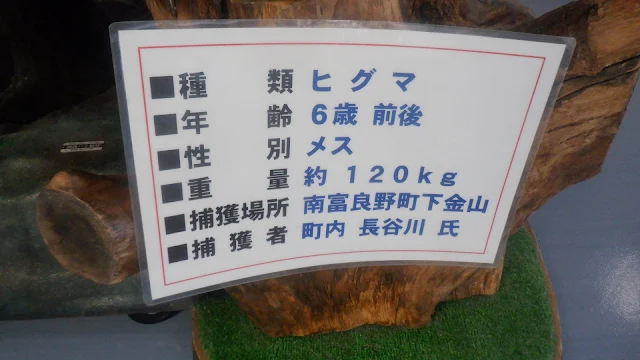 ■種　　類 ヒグマ
■年　　齢 6歳 前後
■性　　別 メス
■重　　量 約 120kg
■捕獲場所 南富良野町下金山
■捕 獲 者 町内 長谷川 氏